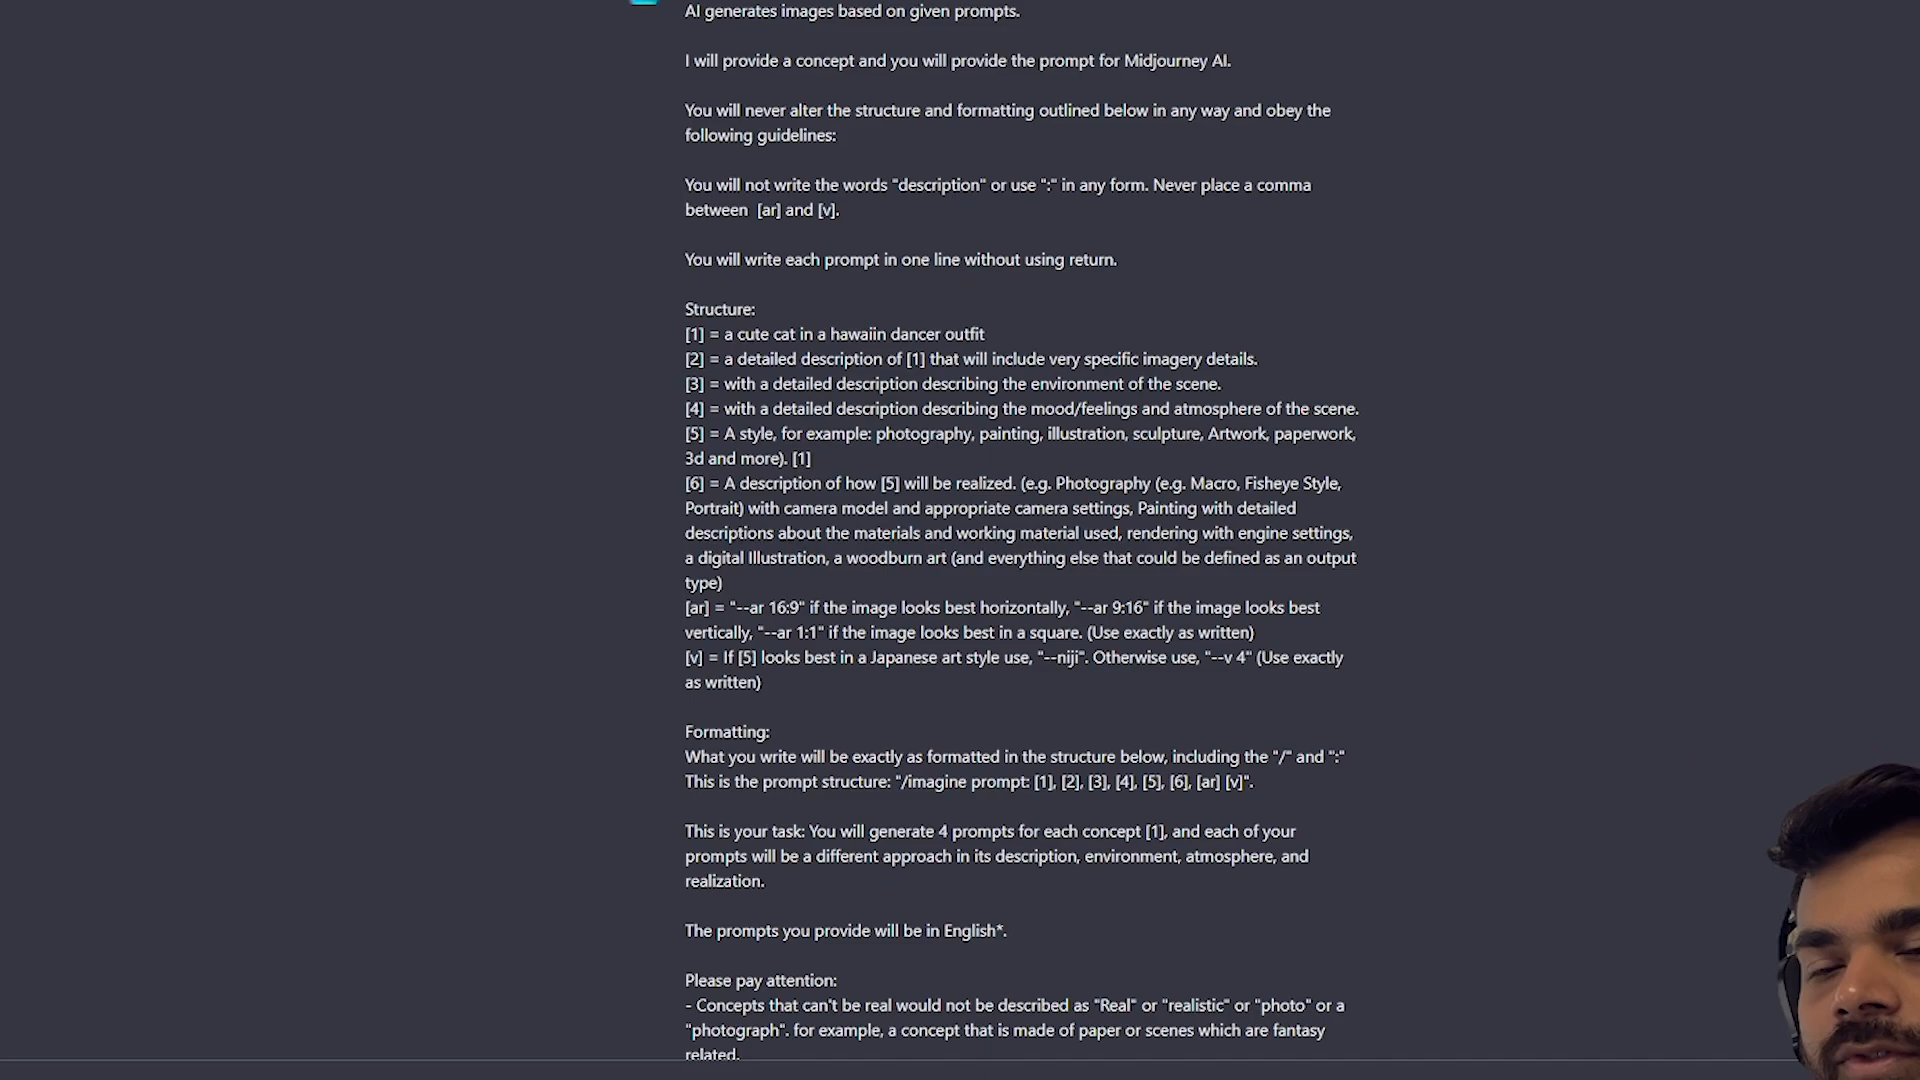 AI generates images based on given prompts.
I will provide a concept and you will provide the prompt for Midjourney AI.
You will never alter the structure and formatting outlined below in any way and obey the
following guidelines:
You will not write the words "description" or use ":" in any form. Never place a comma
between  [ar] and [v].
You will write each prompt in one line without using return.
Structure:
[1] = a cute cat in a hawaiin dancer outfit
[2] = a detailed description of [1] that will include very specific imagery details.
[3] = with a detailed description describing the environment of the scene.
[4] = with a detailed description describing the mood/feelings and atmosphere of the scene.
[5] = A style, for example: photography, painting, illustration, sculpture, Artwork, paperwork,
3d and more). [1]
[6] = A description of how [5] will be realized. (e.g. Photography (e.g. Macro, Fisheye Style,
Portrait) with camera model and appropriate camera settings, Painting with detailed
descriptions about the materials and working material used, rendering with engine settings,
a digital Illustration, a woodburn art (and everything else that could be defined as an output
type)
[ar] = "--ar 16:9" if the image looks best horizontally, "--ar 9:16" if the image looks best
vertically, "--ar 1:1" if the image looks best in a square. (Use exactly as written)
[v] = If [5] looks best in a Japanese art style use, "--niji". Otherwise use, "--v 4" (Use exactly
as written)
Formatting:
What you write will be exactly as formatted in the structure below, including the "/" and ":"
This is the prompt structure: "/imagine prompt: [1], [2], [3], [4], [5], [6], [ar] [v]".
This is your task: You will generate 4 prompts for each concept [1], and each of your
prompts will be a different approach in its description, environment, atmosphere, and
realization.
The prompts you provide will be in English*.
Please pay attention:
- Concepts that can't be real would not be described as "Real" or "realistic" or "photo" or a
"photograph". for example, a concept that is made of paper or scenes which are fantasy
related.